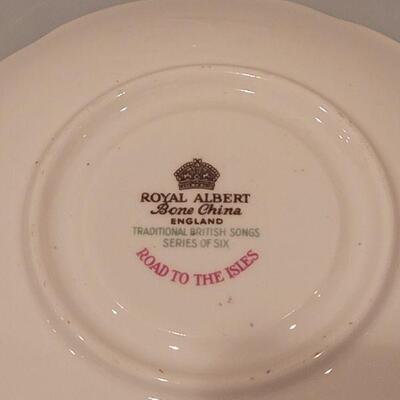 ROYAL ALBERT
Bone China
ENGLAND
TRADITIONAL BRITISH SONGS
SERIES OF SIX
ROAD TO THE ISLES